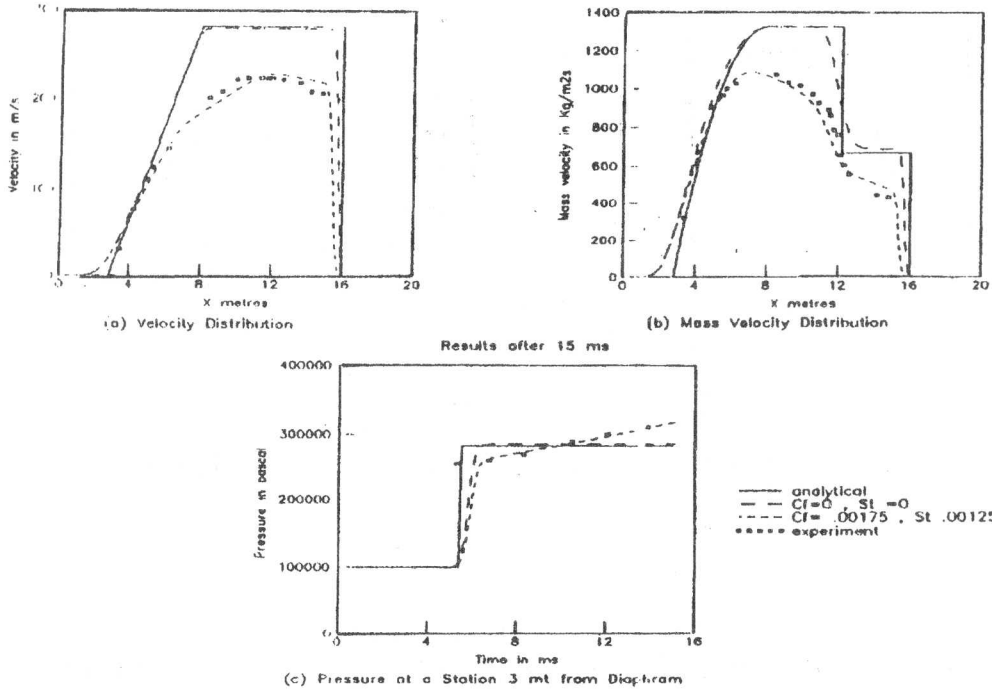 Velocity in m/s
0 4 8 12 16 20
X metres
(a) Velocity Distribution
1400
1200
1000
800
600
400
200
0
Mass velocity in Kg/m2s
0 4 8 12 16 20
X metres
(b) Mass Velocity Distribution
Results after 15 ms
400000
300000
200000
100000
0
Pressure in pascal
0 4 8 12 16
Time in ms
(c) Pressure at a Station 3 mt from Diaphram
analytical
Cf=0 , St =0
Cf= .00175 , St .00125
experiment